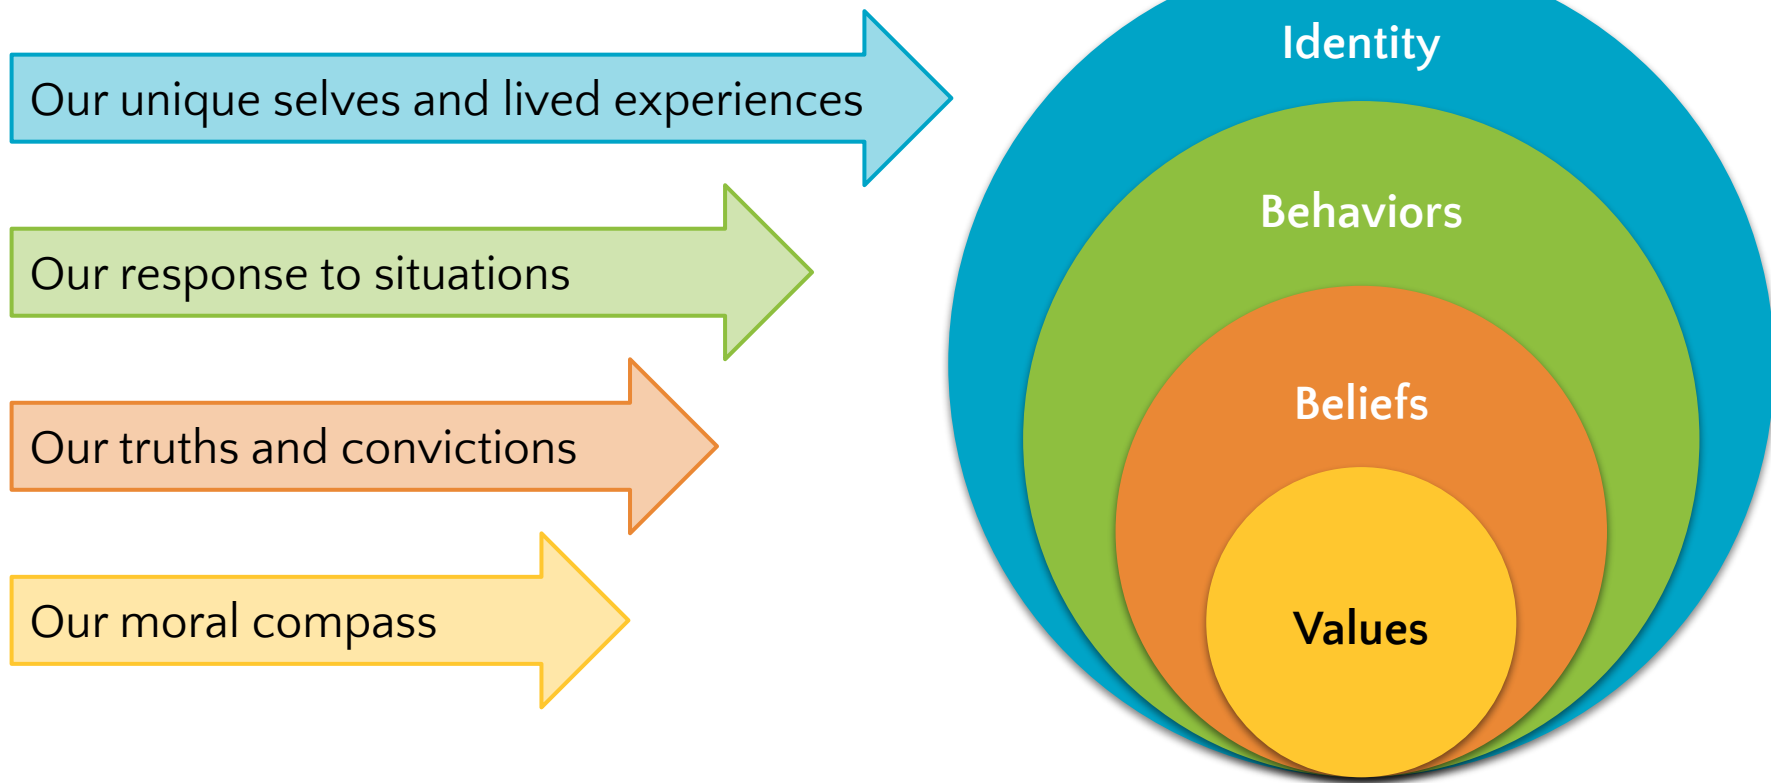 Our unique selves and lived experiences
Our response to situations
Our truths and convictions
Our moral compass
Identity
Behaviors
Beliefs
Values